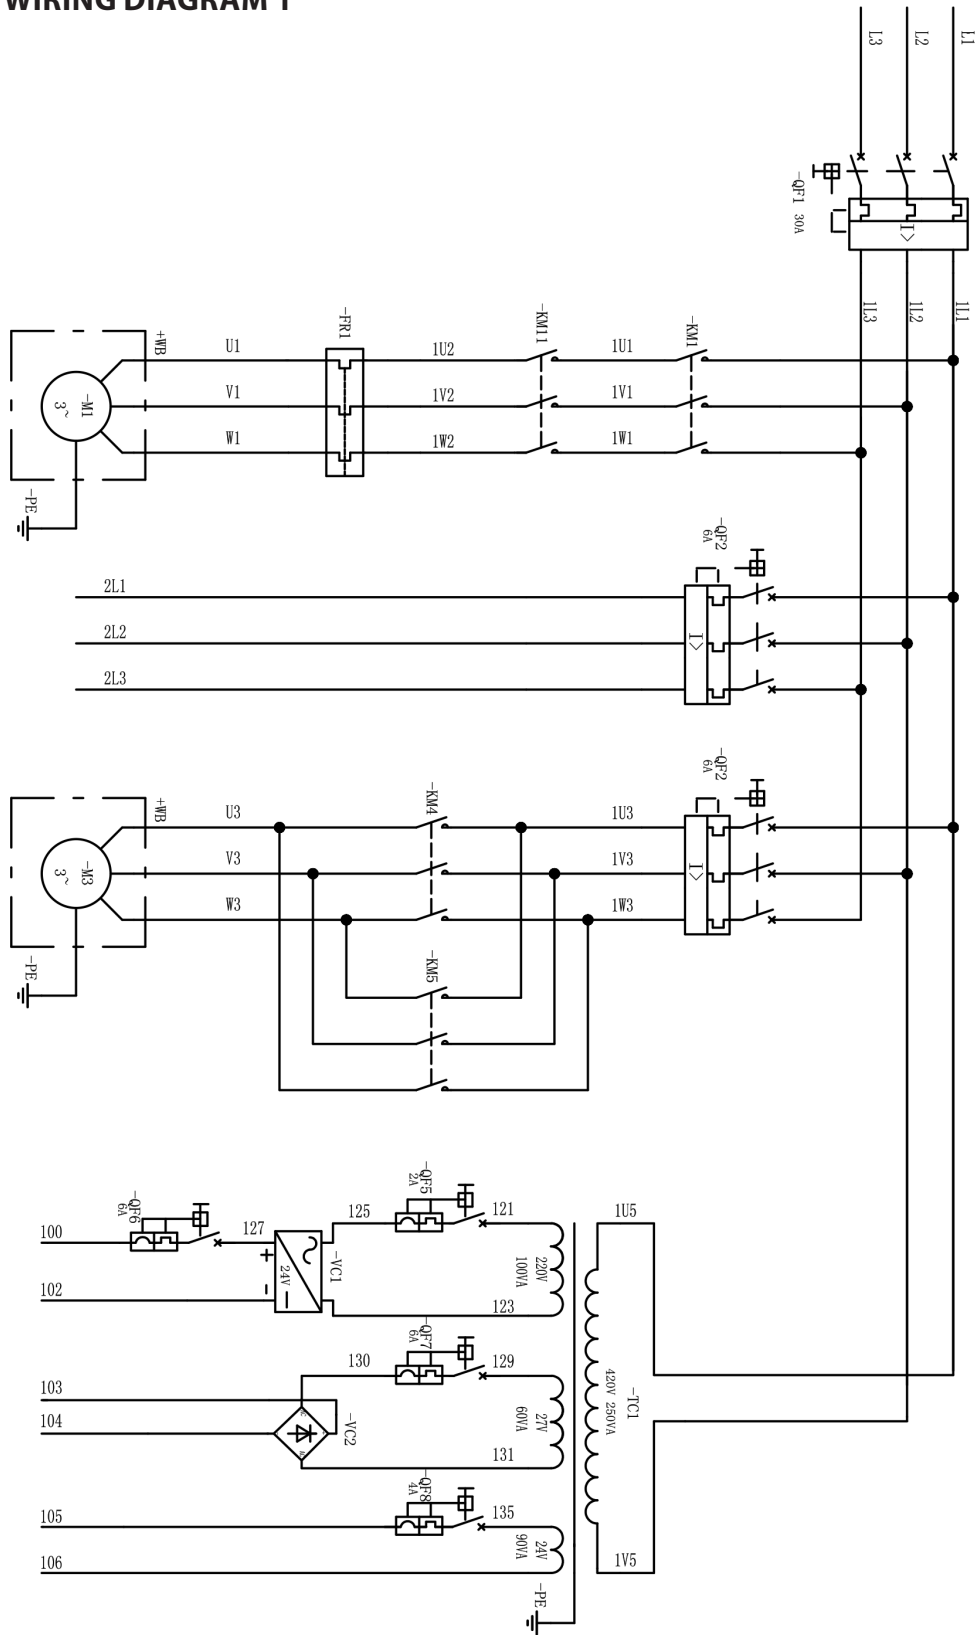 WIRING DIAGRAM 1
L3
L2
L1
-QF1 30A
I>
1L3
1L2
1L1
+WB
U1
-FR1
1U2
-KM11
1U1
-KM1
-M1
3~
V1
1V2
1V1
W1
1W2
1W1
-PE
-QF2
6A
2L1
2L2
I>
2L3
-QF2
6A
+WB
U3
-KM4
1U3
-M3
3~
V3
1V3
I>
W3
1W3
-PE
-KM5
-QF5
2A
-QF6
6A
125
121
1U5
100
127
-VC1
24V
+
-
220V
100VA
102
123
-QF7
6A
130
129
103
-TC1
420V 250VA
104
-VC2
27V
60VA
131
-QF8
4A
105
135
24V
90VA
106
1V5
-PE